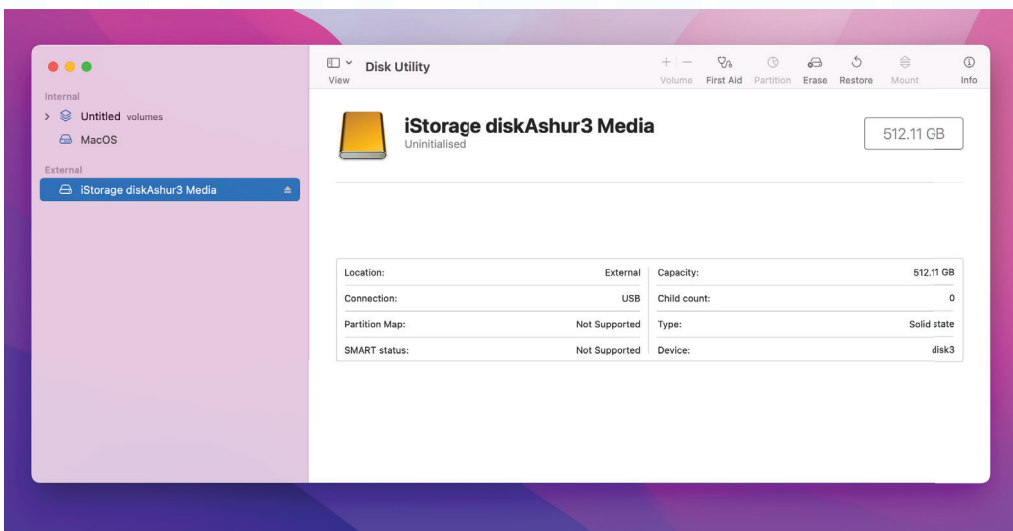 Disk Utility
View
Volume First Aid Partition Erase Restore Mount Info
Internal
Untitled volumes
MacOS
External
iStorage diskAshur3 Media
iStorage diskAshur3 Media
Uninitialised
512.11 GB
Location: External Capacity: 512.11 GB
Connection: USB Child count: 0
Partition Map: Not Supported Type: Solid state
SMART status: Not Supported Device: disk3